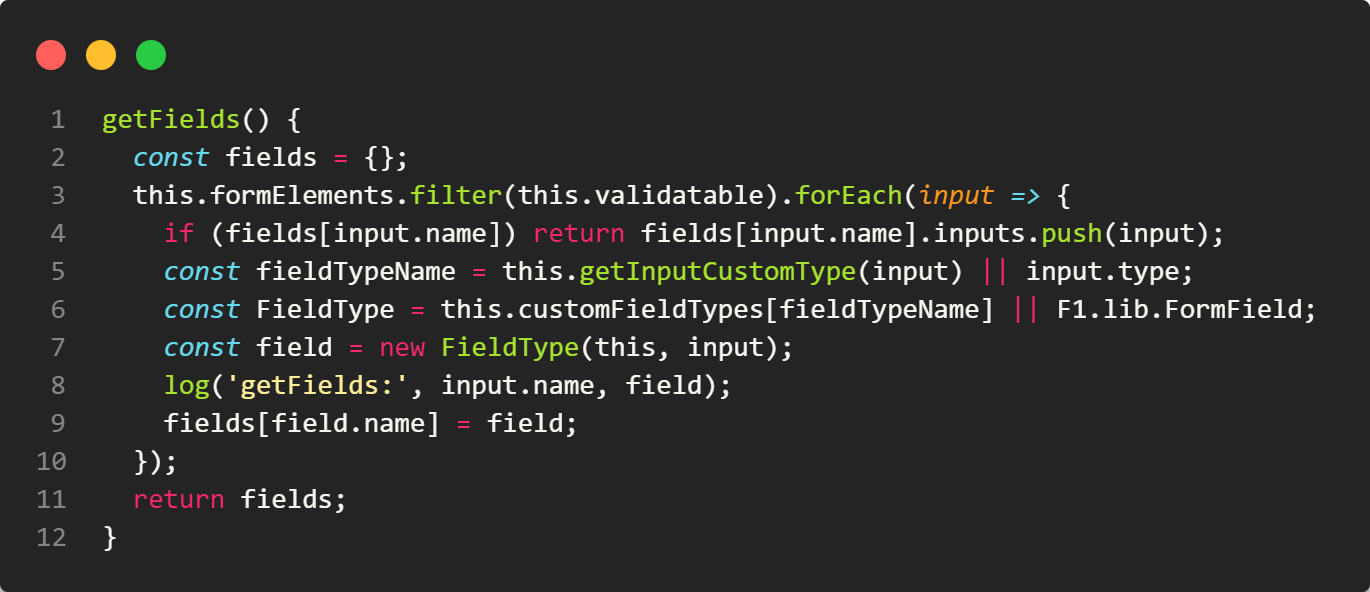 1 getFields() {
2 const fields = {};
3 this.formElements.filter(this.validatable).forEach(input => {
4 if (fields[input.name]) return fields[input.name].inputs.push(input);
5 const fieldTypeName = this.getInputCustomType(input) || input.type;
6 const FieldType = this.customFieldTypes[fieldTypeName] || F1.lib.FormField;
7 const field = new FieldType(this, input);
8 log('getFields:', input.name, field);
9 fields[field.name] = field;
10 });
11 return fields;
12 }